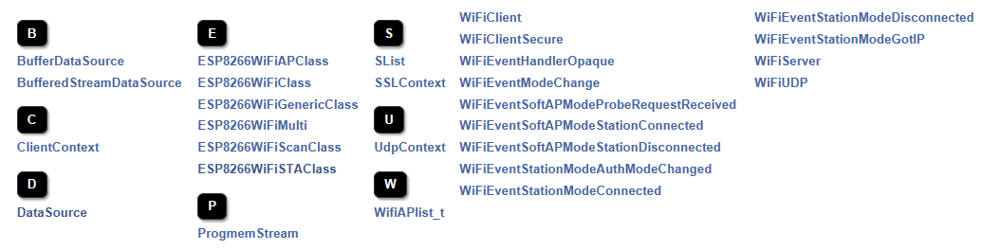 B
BufferDataSource
BufferedStreamDataSource
C
ClientContext
D
DataSource
E
ESP8266WiFiAPClass
ESP8266WiFiClass
ESP8266WiFiGenericClass
ESP8266WiFiMulti
ESP8266WiFiScanClass
ESP8266WiFiSTAClass
P
ProgmemStream
S
SList
SSLContext
U
UdpContext
W
WifiAPlist_t
WiFiClient
WiFiClientSecure
WiFiEventHandlerOpaque
WiFiEventModeChange
WiFiEventSoftAPModeProbeRequestReceived
WiFiEventSoftAPModeStationConnected
WiFiEventSoftAPModeStationDisconnected
WiFiEventStationModeAuthModeChanged
WiFiEventStationModeConnected
WiFiEventStationModeDisconnected
WiFiEventStationModeGotIP
WiFiServer
WiFiUDP